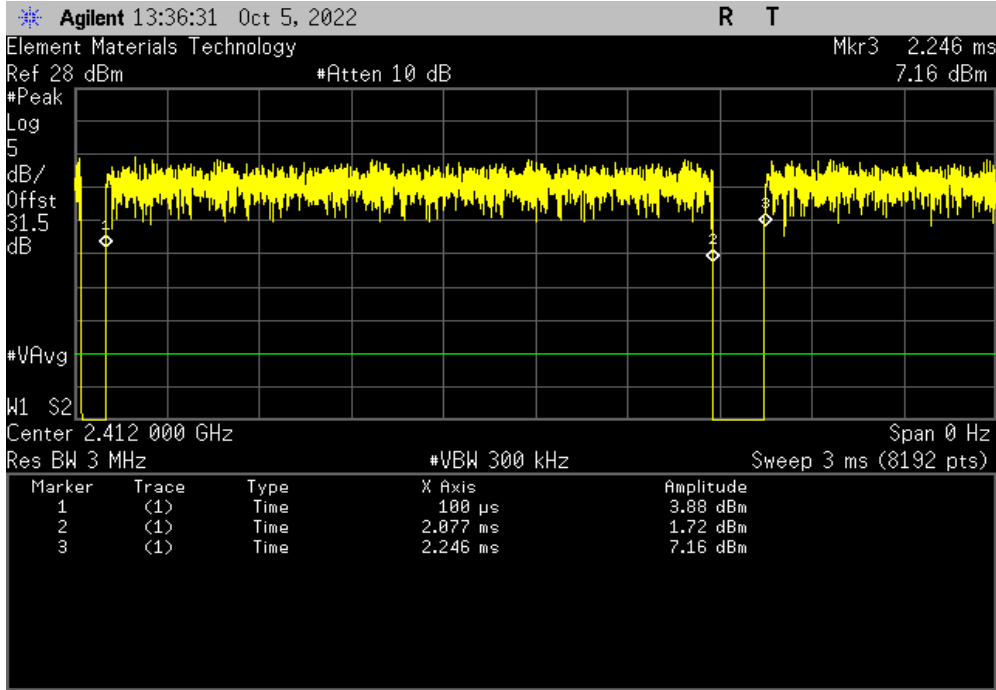 Agilent 13:36:31 Oct 5, 2022 R T
Element Materials Technology Mkr3 2.246 ms
Ref 28 dBm #Atten 10 dB 7.16 dBm
#Peak
Log
5
dB/
Offst
31.5
dB
1
2
3
#VAvg
W1 S2
Center 2.412 000 GHz Span 0 Hz
Res BW 3 MHz #VBW 300 kHz Sweep 3 ms (8192 pts)
Marker Trace Type X Axis Amplitude
1 (1) Time 100 µs 3.88 dBm
2 (1) Time 2.077 ms 1.72 dBm
3 (1) Time 2.246 ms 7.16 dBm